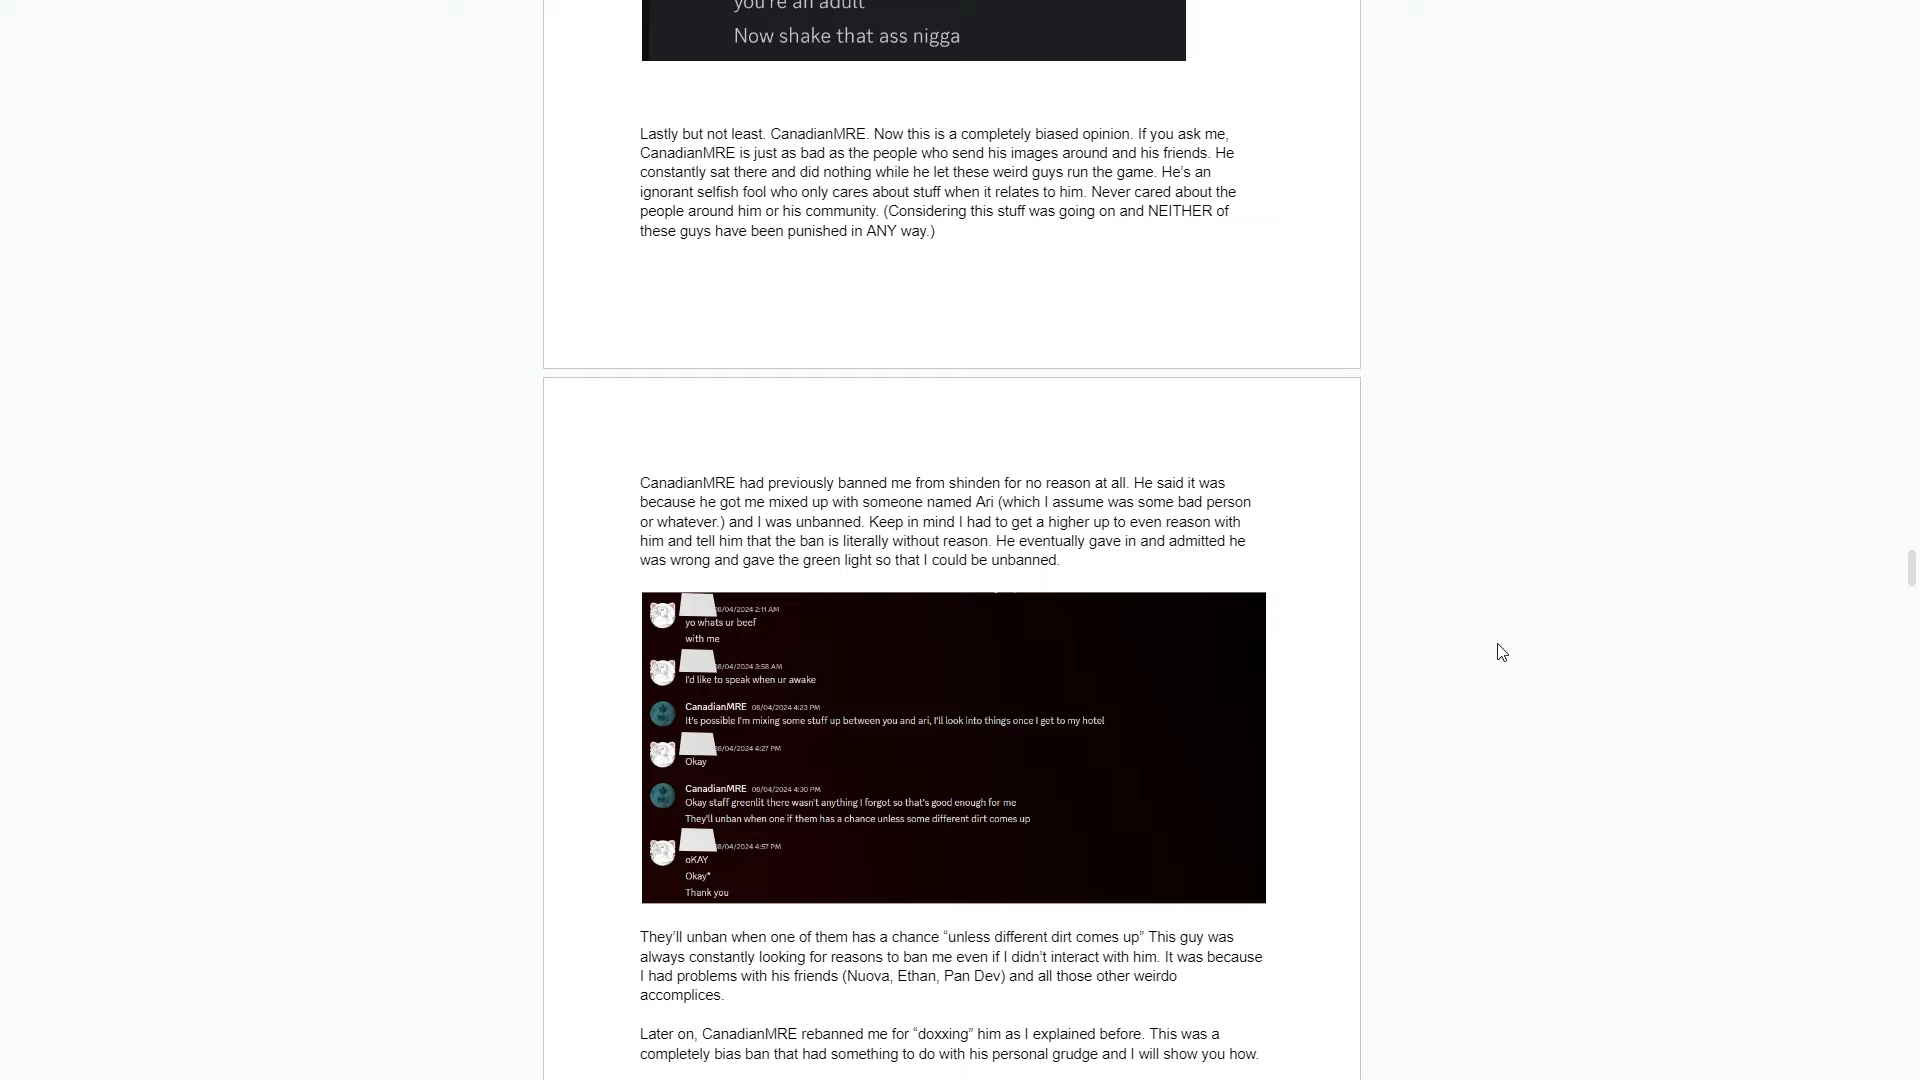 you're an adult
Now shake that ass nigga
Lastly but not least. CanadianMRE. Now this is a completely biased opinion. If you ask me,
CanadianMRE is just as bad as the people who send his images around and his friends. He
constantly sat there and did nothing while he let these weird guys run the game. He's an
ignorant selfish fool who only cares about stuff when it relates to him. Never cared about the
people around him or his community. (Considering this stuff was going on and NEITHER of
these guys have been punished in ANY way.)
CanadianMRE had previously banned me from shinden for no reason at all. He said it was
because he got me mixed up with someone named Ari (which I assume was some bad person
or whatever.) and I was unbanned. Keep in mind I had to get a higher up to even reason with
him and tell him that the ban is literally without reason. He eventually gave in and admitted he
was wrong and gave the green light so that I could be unbanned.
8/04/2024 2:11 AM
yo whats ur beef
with me
8/04/2024 3:58 AM
I'd like to speak when ur awake
CanadianMRE 08/04/2024 4:23 PM
It's possible I'm mixing some stuff up between you and ari, I'll look into things once I get to my hotel
8/04/2024 4:27 PM
Okay
CanadianMRE 08/04/2024 4:30 PM
Okay staff greenlit there wasn't anything I forgot so that's good enough for me
They'll unban when one if them has a chance unless some different dirt comes up
8/04/2024 4:57 PM
oKAY
Okay*
Thank you
They'll unban when one of them has a chance “unless different dirt comes up” This guy was
always constantly looking for reasons to ban me even if I didn't interact with him. It was because
I had problems with his friends (Nuova, Ethan, Pan Dev) and all those other weirdo
accomplices.
Later on, CanadianMRE rebanned me for “doxxing” him as I explained before. This was a
completely bias ban that had something to do with his personal grudge and I will show you how.